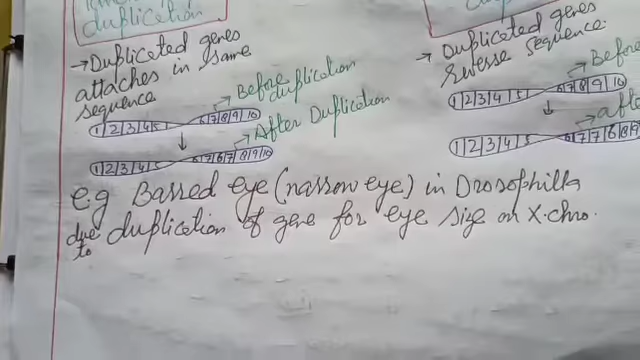 duplication
→ Duplicated genes
attaches in same
sequence
Before
duplication
1 2 3 4 5 6 7 8 9 10
After Duplication
1 2 3 4 5 6 7 6 7 8 9 10
→ Duplicated genes
reverse sequence.
Before
1 2 3 4 5 6 7 8 9 10
after
1 2 3 4 5 6 7 7 6 8 9
e.g Barred eye (narrow eye) in Drosophilla
due to duplication of gene for eye size on X.chro.